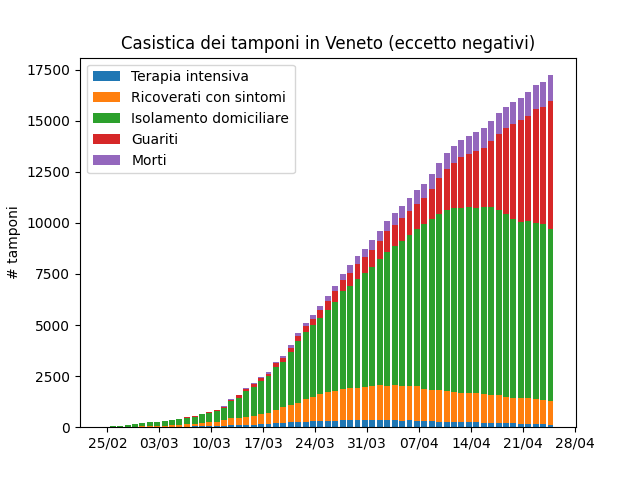 Casistica dei tamponi in Veneto (eccetto negativi)
Terapia intensiva
Ricoverati con sintomi
Isolamento domiciliare
Guariti
Morti
# tamponi
17500
15000
12500
10000
7500
5000
2500
0
25/02 03/03 10/03 17/03 24/03 31/03 07/04 14/04 21/04 28/04